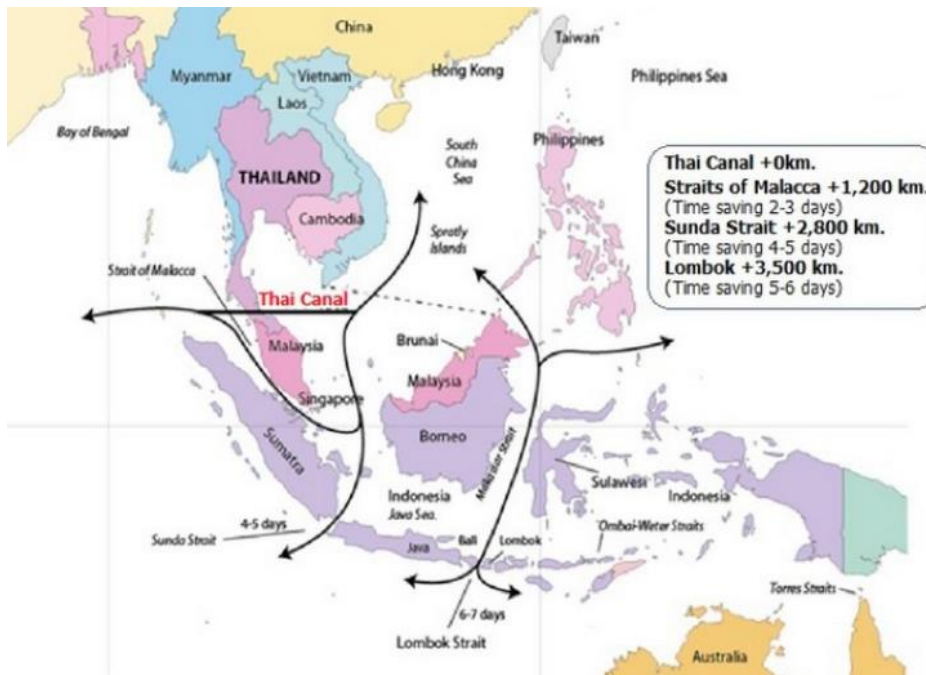 China
Taiwan
Hong Kong
Philippines Sea
Myanmar
Vietnam
Laos
Bay of Bengal
South
China
Sea
Philippines
THAILAND
Cambodia
Spratly
Islands
Strait of Malacca
Thai Canal
Thai Canal +0km.
Straits of Malacca +1,200 km.
(Time saving 2-3 days)
Sunda Strait +2,800 km.
(Time saving 4-5 days)
Lombok +3,500 km.
(Time saving 5-6 days)
Malaysia
Brunai
Malaysia
Singapore
Sumatra
Borneo
Makassar strait
Sulawesi
Indonesia
Java Sea.
Indonesia
4-5 days
Sunda Strait
Java
Bali
Lombok
Ombai-Weter Straits
6-7 days
Lombok Strait
Torres Straits
Australia